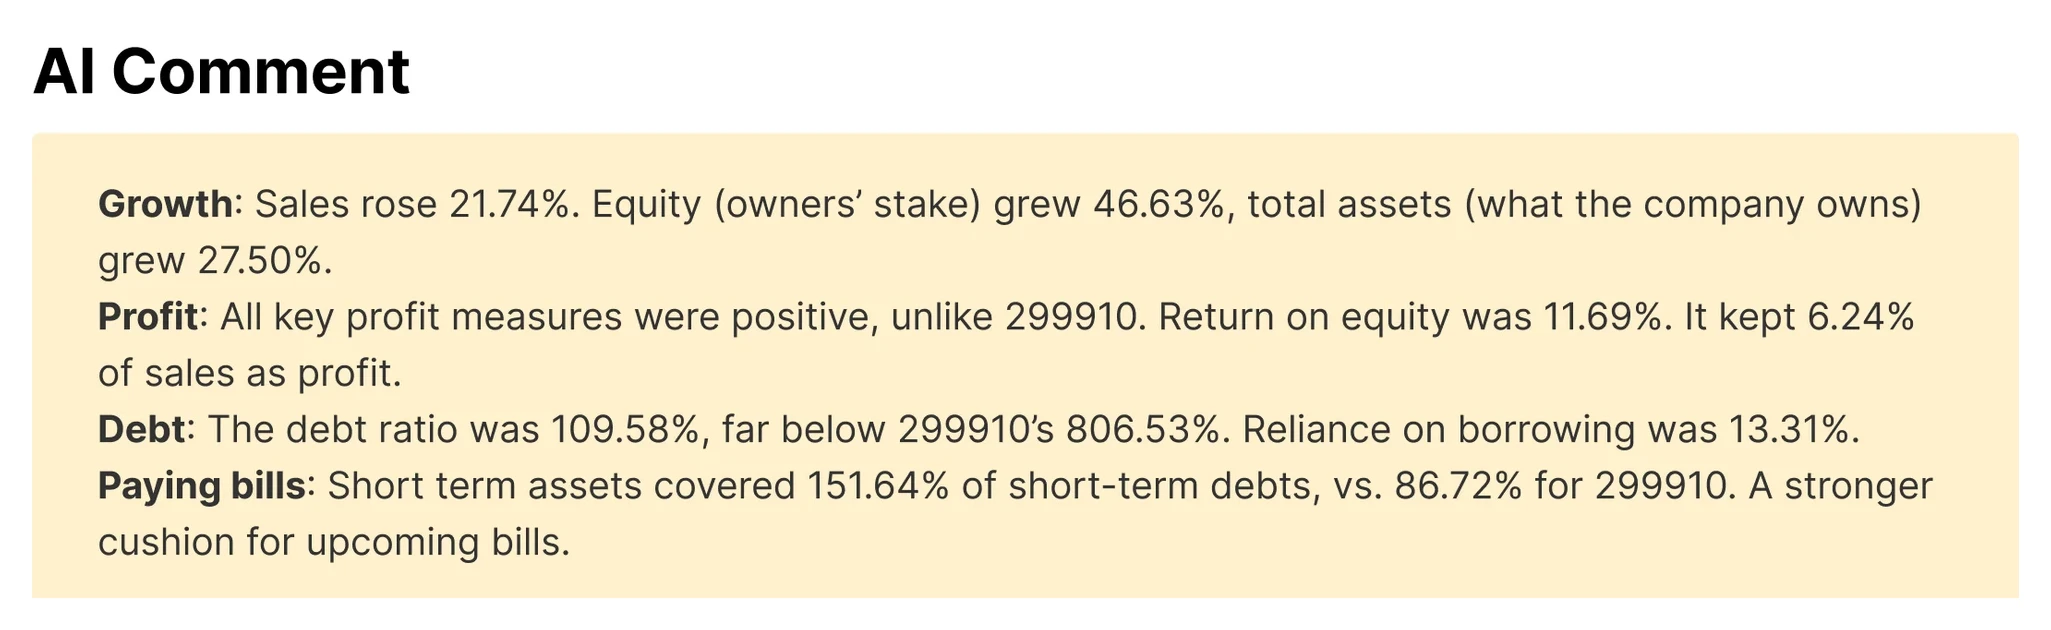 AI Comment
Growth: Sales rose 21.74%. Equity (owners’ stake) grew 46.63%, total assets (what the company owns)
grew 27.50%.
Profit: All key profit measures were positive, unlike 299910. Return on equity was 11.69%. It kept 6.24%
of sales as profit.
Debt: The debt ratio was 109.58%, far below 299910’s 806.53%. Reliance on borrowing was 13.31%.
Paying bills: Short term assets covered 151.64% of short-term debts, vs. 86.72% for 299910. A stronger
cushion for upcoming bills.